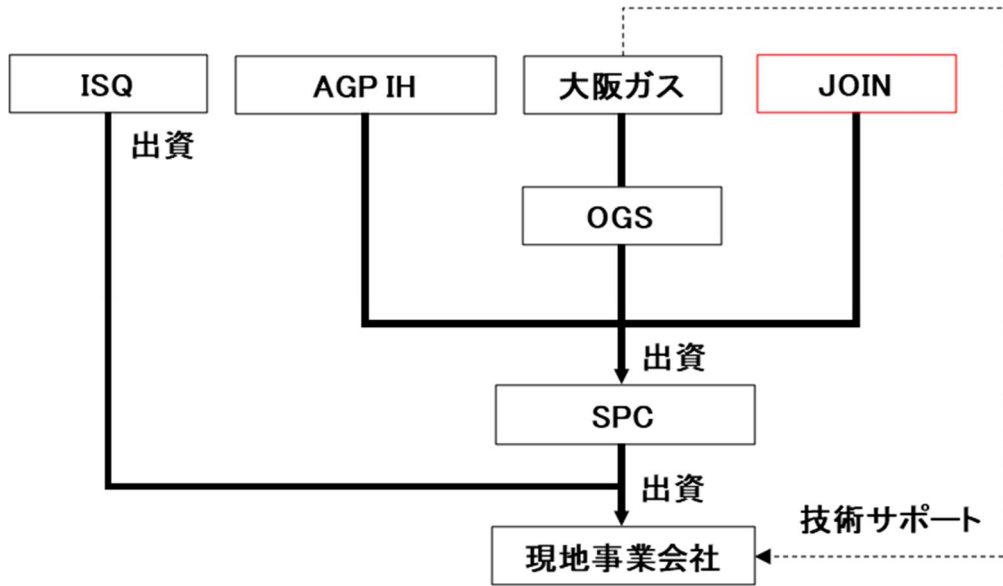 ISQ
AGP IH
大阪ガス
JOIN
出資
OGS
出資
SPC
出資
技術サポート
現地事業会社